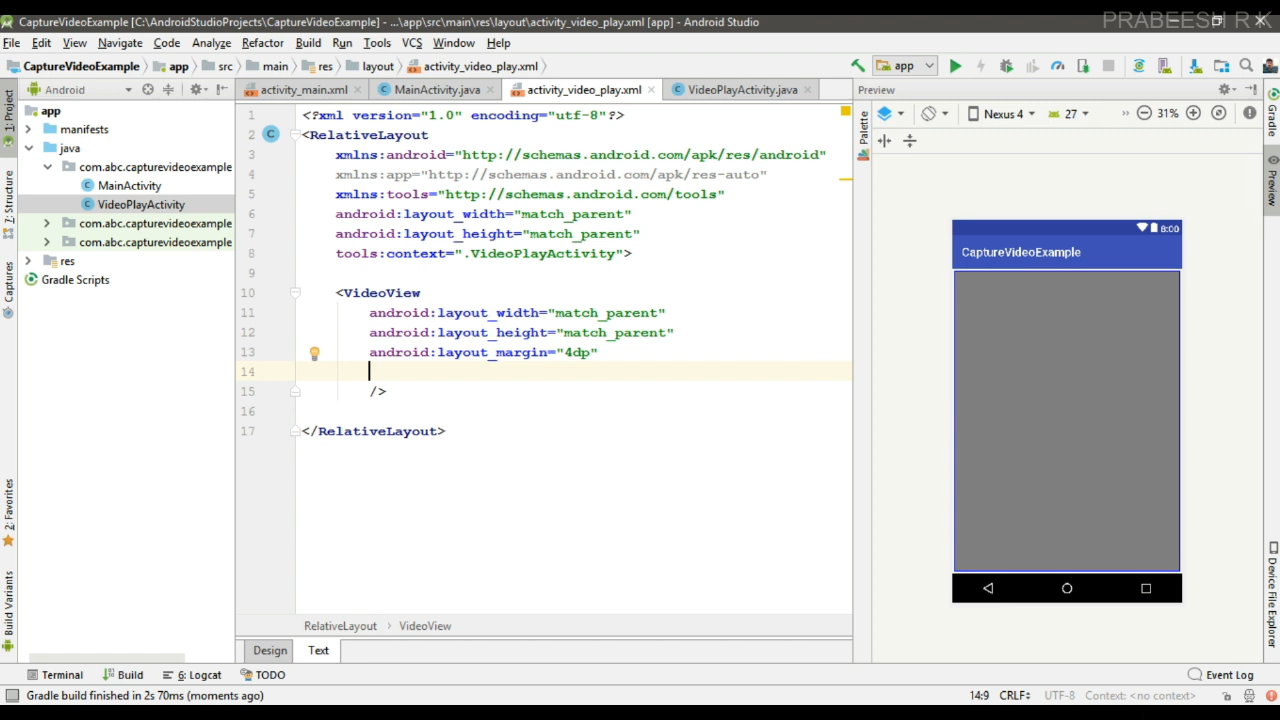 PRABEESH R K
CaptureVideoExample [C:\AndroidStudioProjects\CaptureVideoExample] - ...\app\src\main\res\layout\activity_video_play.xml [app] - Android Studio
File Edit View Navigate Code Analyze Refactor Build Run Tools VCS Window Help
CaptureVideoExample app src main res layout activity_video_play.xml app
Android activity_main.xml MainActivity.java activity_video_play.xml VideoPlayActivity.java Preview
Nexus 4 27 31%
1: Project
7: Structure
Captures
2: Favorites
Build Variants
app
manifests
java
com.abc.capturevideoexample
MainActivity
VideoPlayActivity
com.abc.capturevideoexample
com.abc.capturevideoexample
res
Gradle Scripts
1 <?xml version="1.0" encoding="utf-8"?>
2 <RelativeLayout
3 xmlns:android="http://schemas.android.com/apk/res/android"
4 xmlns:app="http://schemas.android.com/apk/res-auto"
5 xmlns:tools="http://schemas.android.com/tools"
6 android:layout_width="match_parent"
7 android:layout_height="match_parent"
8 tools:context=".VideoPlayActivity">
9
10 <VideoView
11 android:layout_width="match_parent"
12 android:layout_height="match_parent"
13 android:layout_margin="4dp"
14
15 />
16
17 </RelativeLayout>
RelativeLayout VideoView
Design Text
Palette
8:00
CaptureVideoExample
Gradle
Preview
Device File Explorer
Terminal Build 6: Logcat TODO Event Log
Gradle build finished in 2s 70ms (moments ago) 14:9 CRLF UTF-8 Context: <no context>